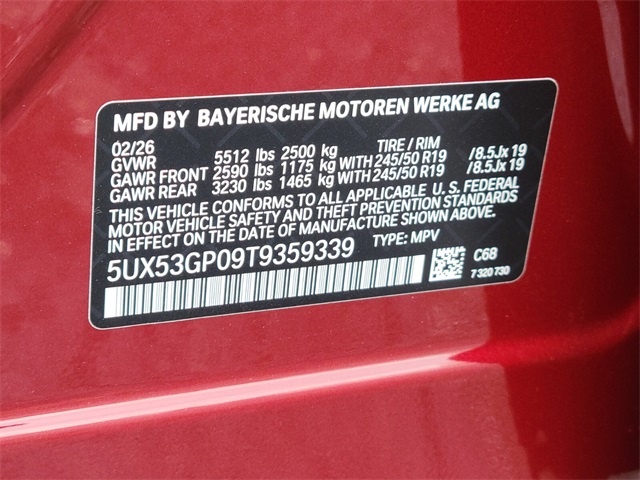 MFD BY BAYERISCHE MOTOREN WERKE AG
02/26 TIRE / RIM
GVWR 5512 lbs 2500 kg
GAWR FRONT 2590 lbs 1175 kg WITH 245/50 R19 /8.5Jx19
GAWR REAR 3230 lbs 1465 kg WITH 245/50 R19 /8.5Jx19
THIS VEHICLE CONFORMS TO ALL APPLICABLE U. S. FEDERAL
MOTOR VEHICLE SAFETY AND THEFT PREVENTION STANDARDS
IN EFFECT ON THE DATE OF MANUFACTURE SHOWN ABOVE.
5UX53GP09T9359339 TYPE: MPV
C68
7 320 730